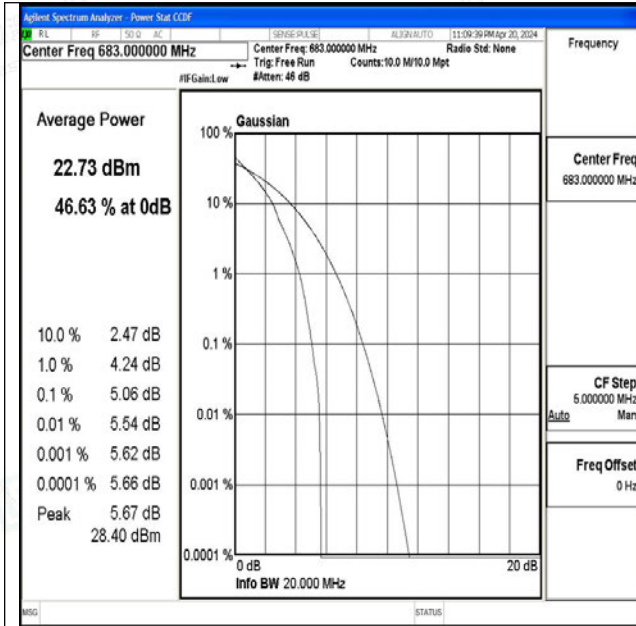 Agilent Spectrum Analyzer - Power Stat CCDF
RL RF 50 Ω AC SENSE:PULSE ALIGNAUTO 11:09:39 PM Apr 20, 2024
Center Freq 683.000000 MHz
Center Freq: 683.000000 MHz Radio Std: None
Trig: Free Run Counts:10.0 M/10.0 Mpt
#IFGain:Low #Atten: 46 dB
Frequency
Average Power
22.73 dBm
46.63 % at 0dB
10.0 % 2.47 dB
1.0 % 4.24 dB
0.1 % 5.06 dB
0.01 % 5.54 dB
0.001 % 5.62 dB
0.0001 % 5.66 dB
Peak 5.67 dB
28.40 dBm
Gaussian
100 %
10 %
1 %
0.1 %
0.01 %
0.001 %
0.0001 %
0 dB 20 dB
Info BW 20.000 MHz
Center Freq
683.000000 MHz
CF Step
5.000000 MHz
Auto Man
Freq Offset
0 Hz
MSG STATUS